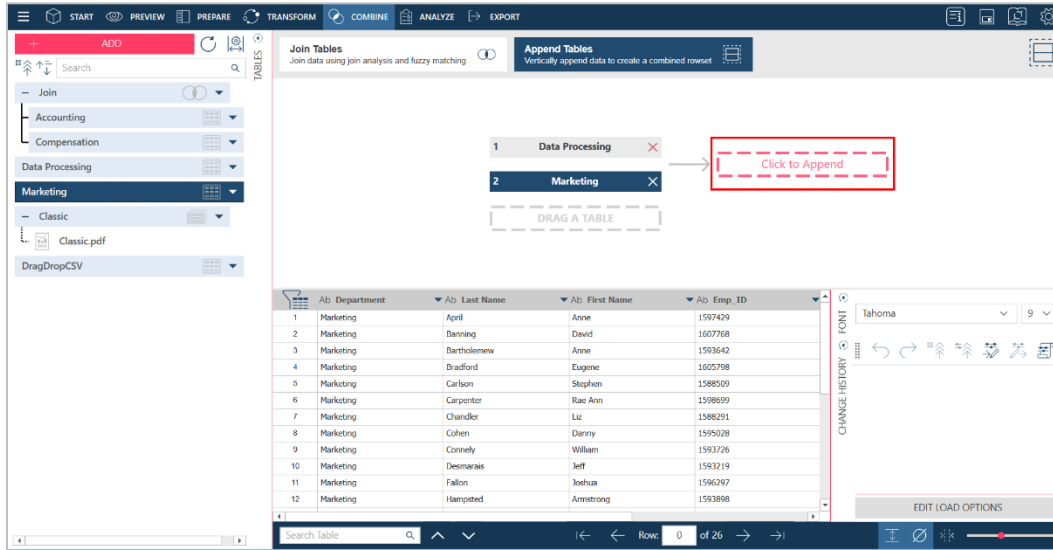 START PREVIEW PREPARE TRANSFORM COMBINE ANALYZE EXPORT
ADD
TABLES
Search
Join
Accounting
Compensation
Data Processing
Marketing
Classic
Classic.pdf
DragDropCSV
Join Tables
Join data using join analysis and fuzzy matching
Append Tables
Vertically append data to create a combined rowset
1 Data Processing
2 Marketing
DRAG A TABLE
Click to Append
Ab Department Ab Last Name Ab First Name Ab Emp_ID
1 Marketing April Anne 1597429
2 Marketing Banning David 1607768
3 Marketing Bartholemew Anne 1593642
4 Marketing Bradford Eugene 1605798
5 Marketing Carlson Stephen 1588509
6 Marketing Carpenter Rae Ann 1598699
7 Marketing Chandler Liz 1588291
8 Marketing Cohen Danny 1595028
9 Marketing Connely William 1593726
10 Marketing Desmarais Jeff 1593219
11 Marketing Fallon Joshua 1596297
12 Marketing Hampsted Armstrong 1593898
Search Table
Row: 0 of 26
FONT
Tahoma 9
CHANGE HISTORY
EDIT LOAD OPTIONS